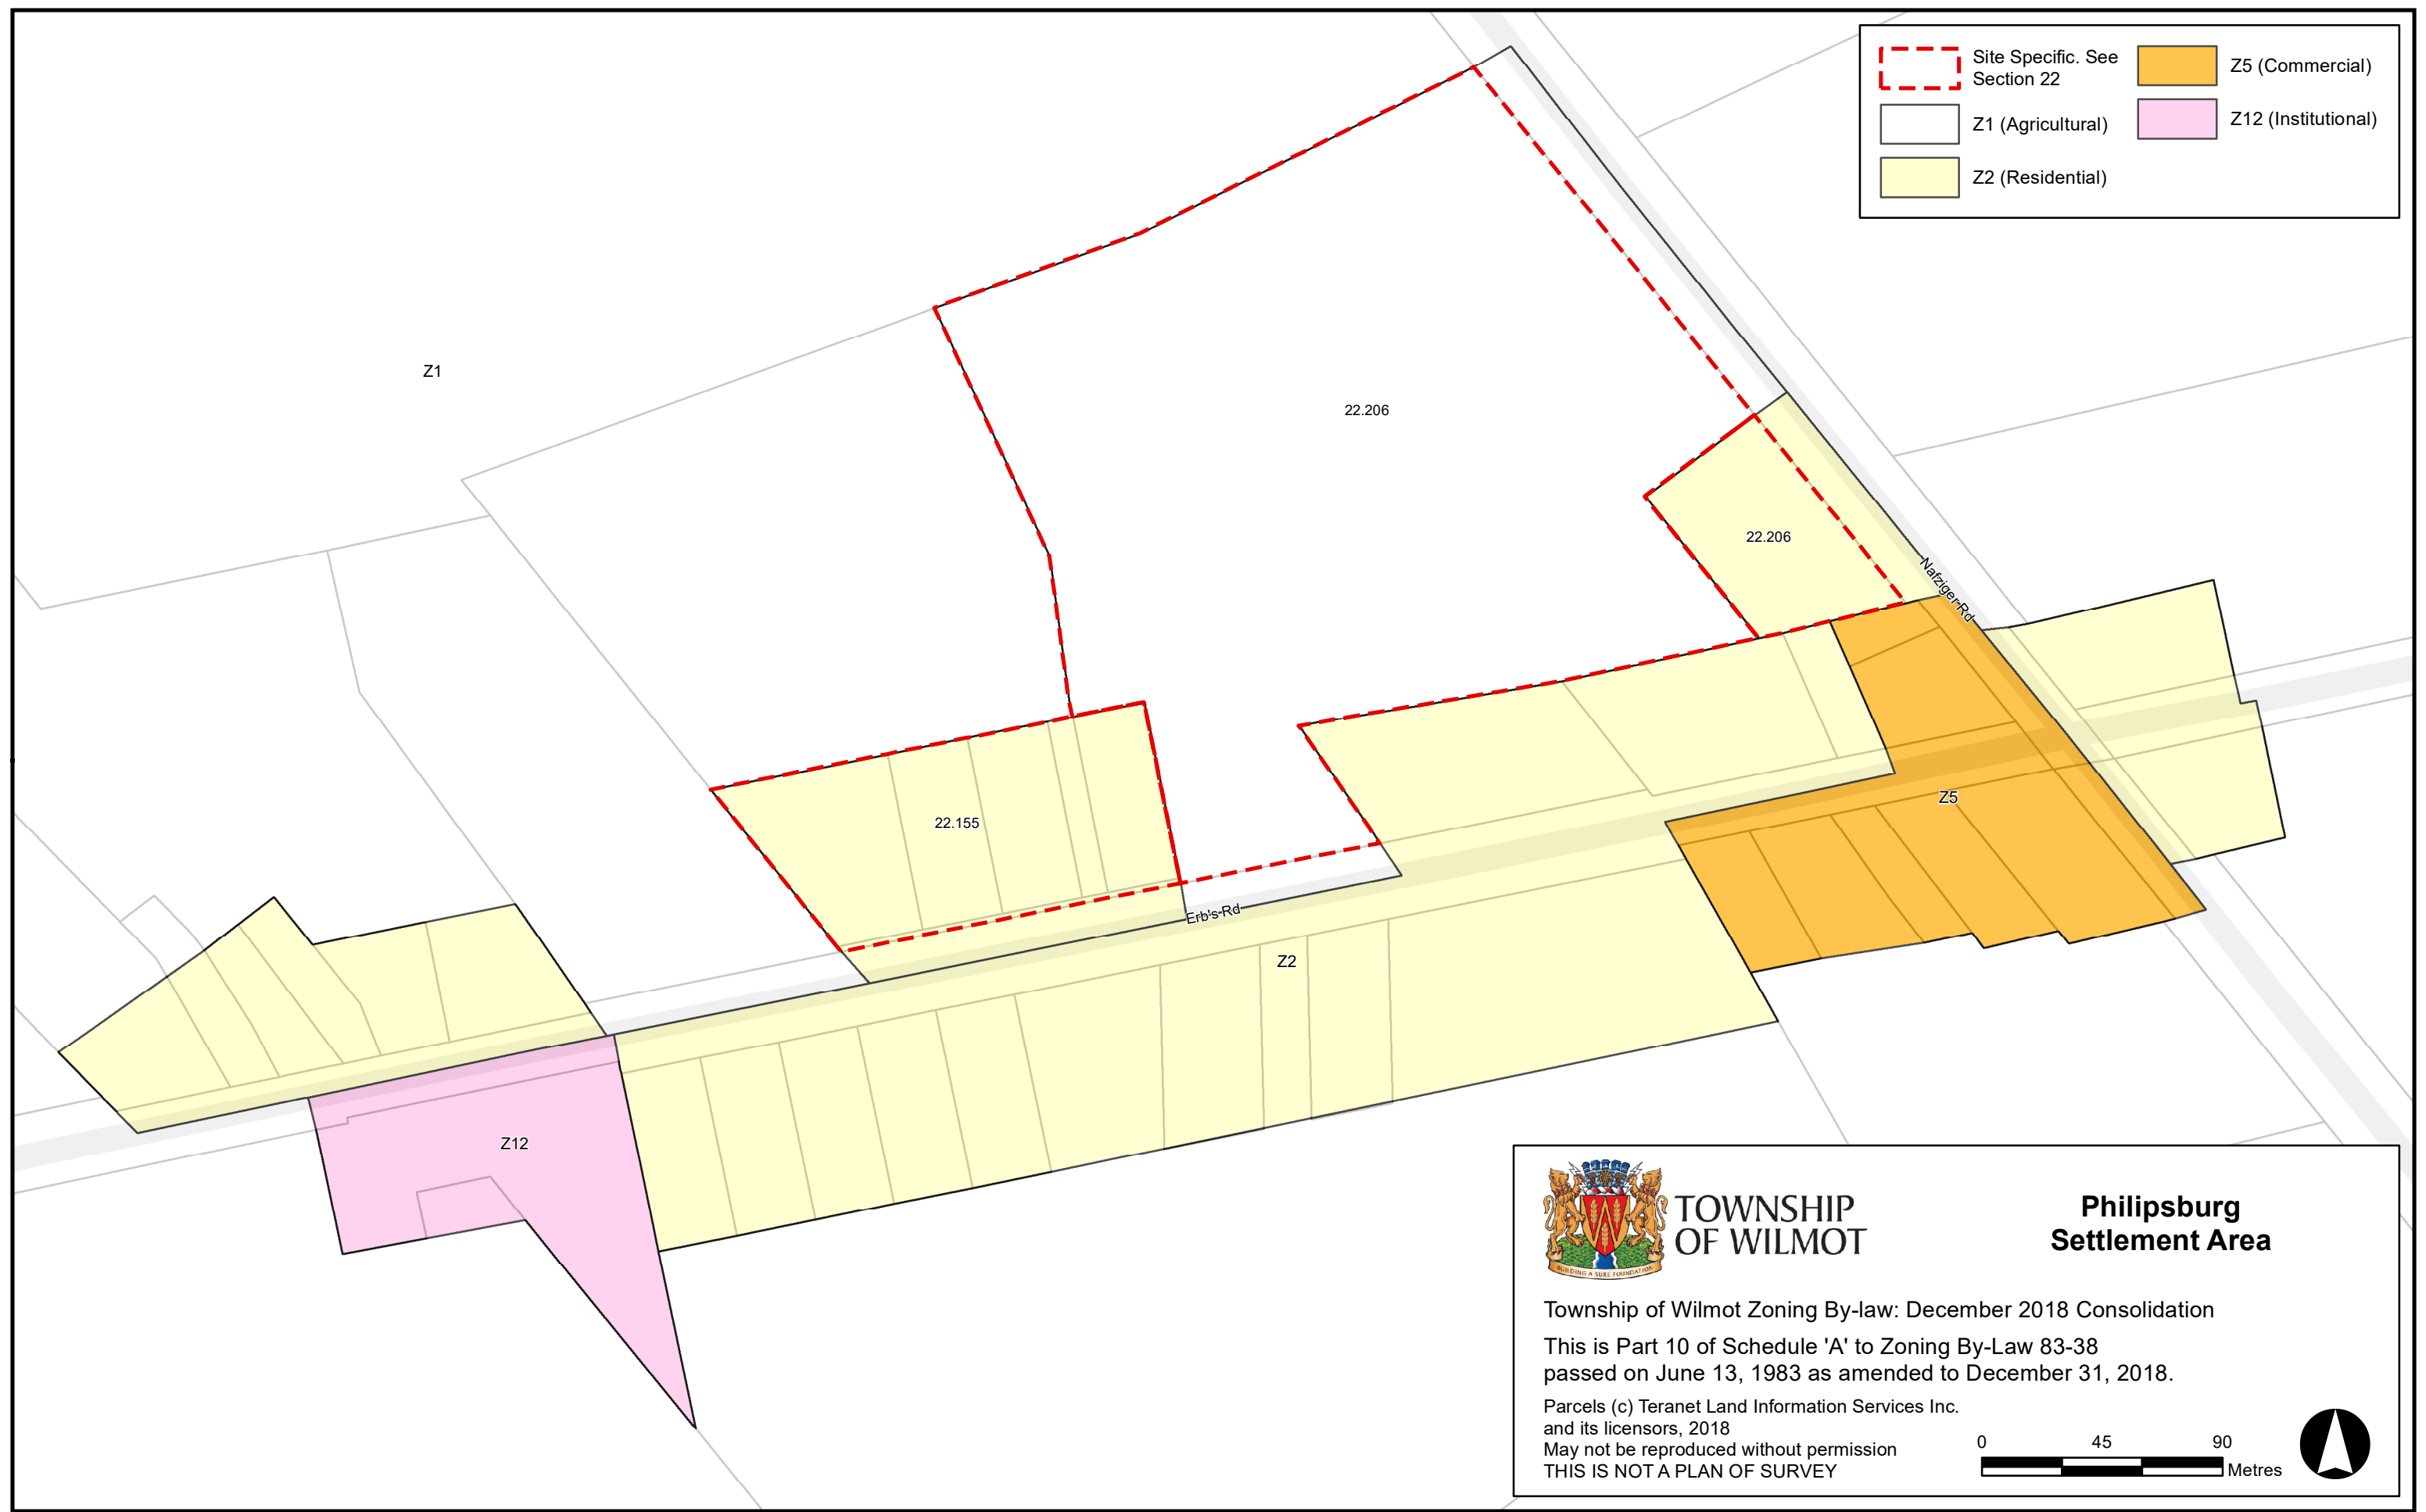 Site Specific. See
Section 22
Z1 (Agricultural)
Z2 (Residential)
Z5 (Commercial)
Z12 (Institutional)
Z1
22.206
22.206
Nafziger Rd
22.155
Z5
Erb's Rd
Z2
Z12
BUILDING A SURE FOUNDATION
TOWNSHIP
OF WILMOT
Philipsburg
Settlement Area
Township of Wilmot Zoning By-law: December 2018 Consolidation
This is Part 10 of Schedule 'A' to Zoning By-Law 83-38
passed on June 13, 1983 as amended to December 31, 2018.
Parcels (c) Teranet Land Information Services Inc.
and its licensors, 2018
May not be reproduced without permission
THIS IS NOT A PLAN OF SURVEY
0 45 90
Metres